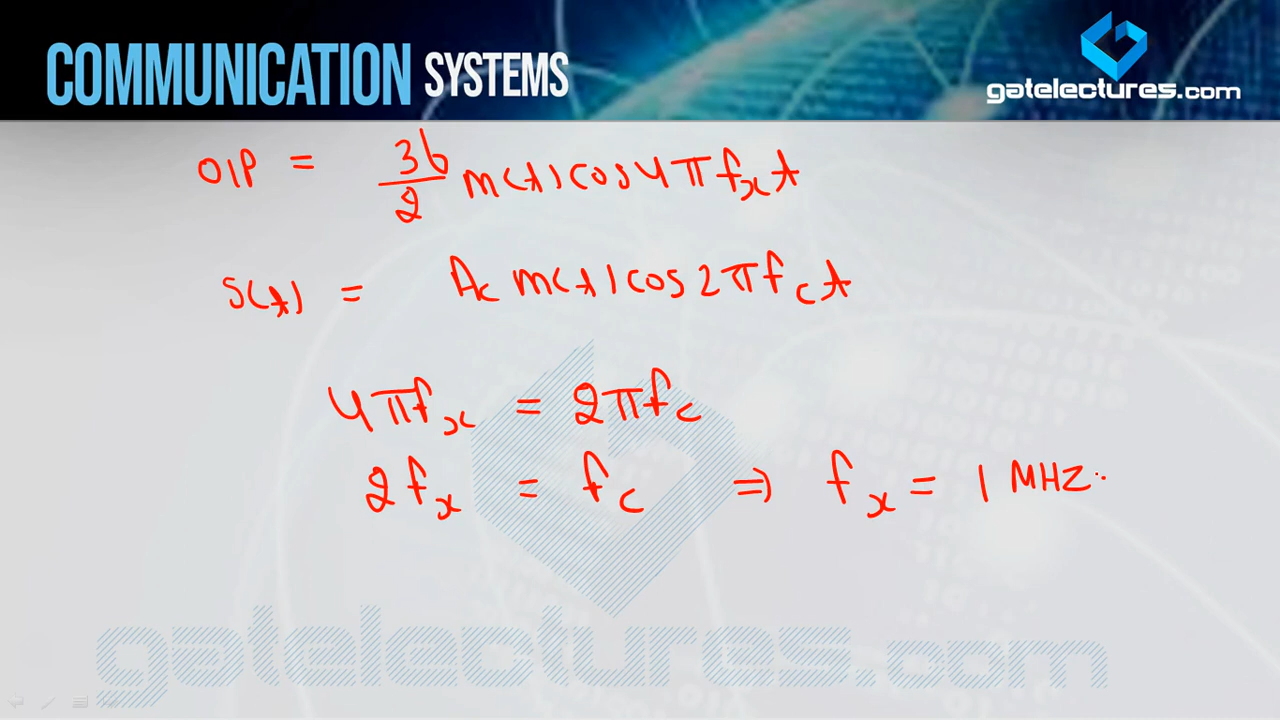 COMMUNICATION SYSTEMS
gatelectures.com
O/P = 3b/2 m(t) cos 4πfxt
S(t) = Ac m(t) cos 2πfct
4πfx = 2πfc
2fx = fc ⇒ fx = 1 MHZ.
gatelectures.com